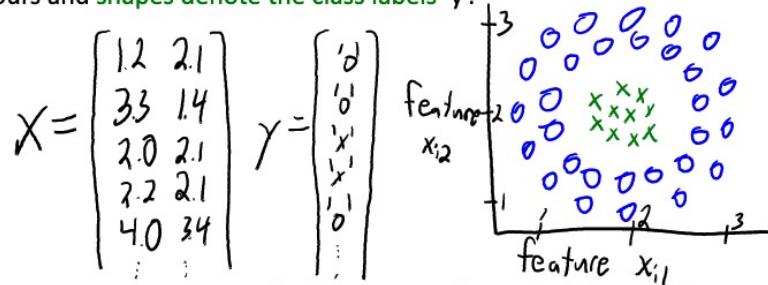 ours and shapes denote the class labels y.
X = [1.2 2.1
3.3 1.4
2.0 2.1
2.2 2.1
4.0 3.4
⋮ ⋮]
y = ['o'
'o'
'x'
'x'
'o'
⋮]
feature
x_i2
3
2
1
1 2 3
feature x_i1